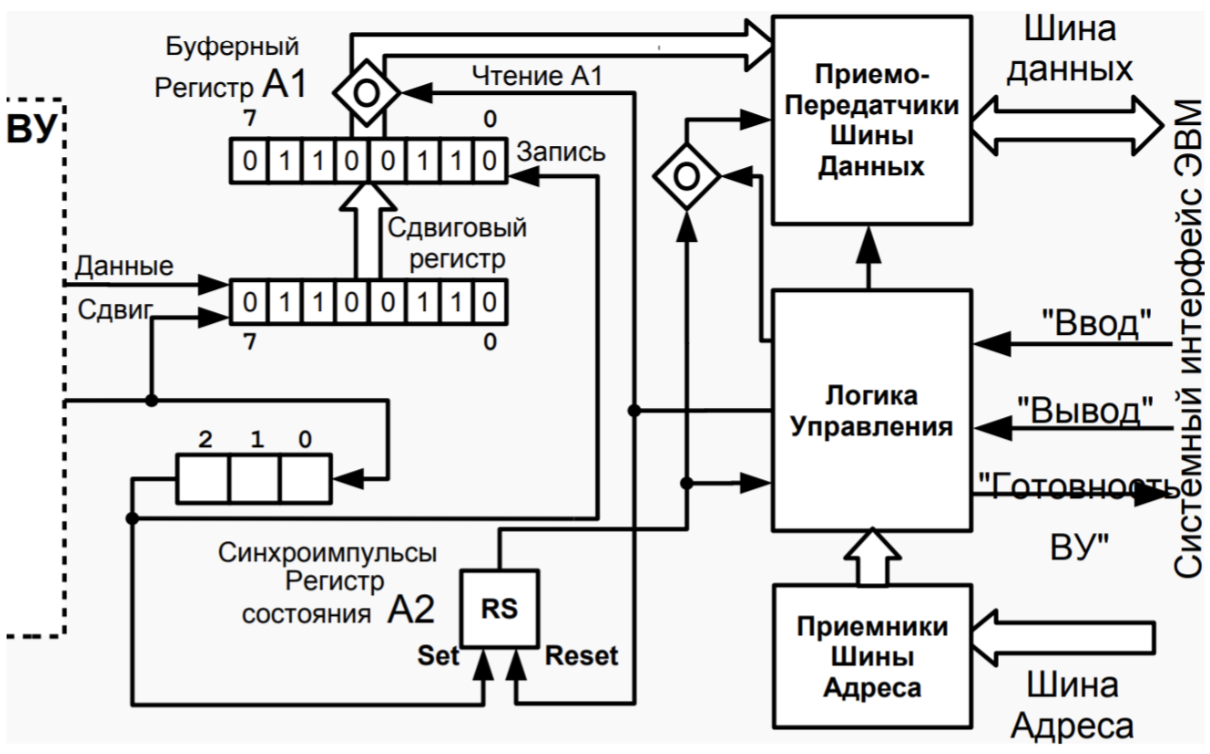 Буферный
Регистр A1
7 0
0 1 1 0 0 1 1 0
Чтение A1
Запись
ВУ
Сдвиговый
регистр
Данные
Сдвиг
0 1 1 0 0 1 1 0
7 0
2 1 0
Синхроимпульсы
Регистр
состояния A2
RS
Set
Reset
Приемо-
Передатчики
Шины
Данных
Шина
данных
Логика
Управления
"Ввод"
"Вывод"
"Готовность
ВУ"
Приемники
Шины
Адреса
Шина
Адреса
Системный интерфейс ЭВМ